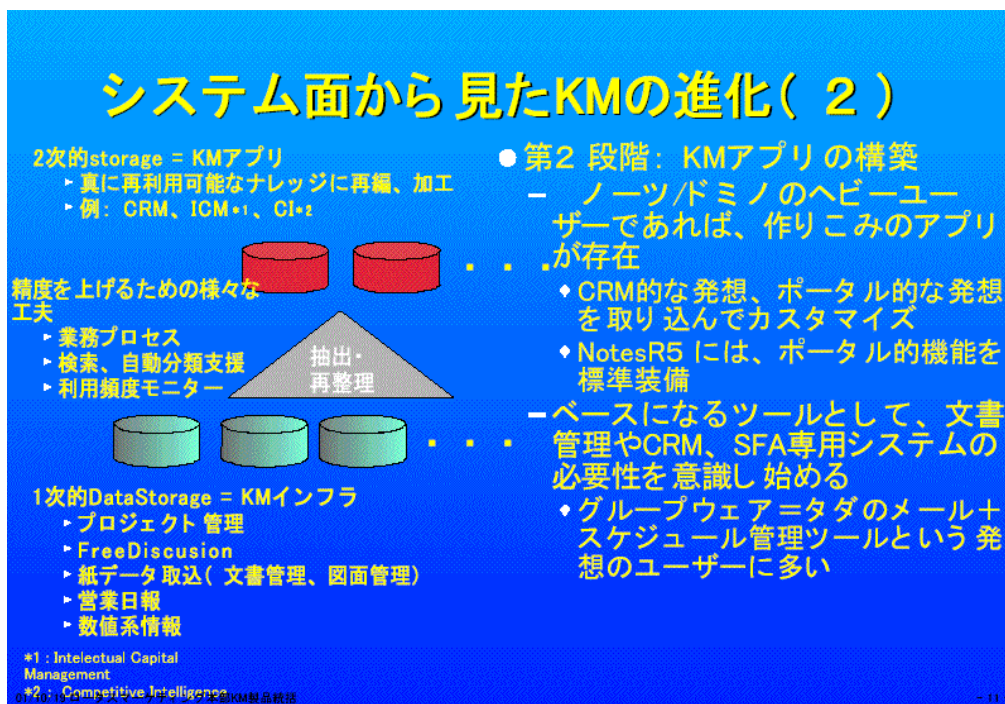 システム面から見たKMの進化(2)
2次的storage = KMアプリ
真に再利用可能なナレッジに再編、加工
例: CRM、ICM*1、CI*2
精度を上げるための様々な
工夫
業務プロセス
検索、自動分類支援
利用頻度モニター
抽出・
再整理
1次的DataStorage = KMインフラ
プロジェクト管理
FreeDiscusion
紙データ取込(文書管理、図面管理)
営業日報
数値系情報
*1 : Intelectual Capital
Management
*2 : Competitive Intelligence
●第2段階: KMアプリの構築
– ノーツ/ドミノのヘビーユー
ザーであれば、作りこみのアプリ
が存在
CRM的な発想、ポータル的な発想
を取り込んでカスタマイズ
NotesR5 には、ポータル的機能を
標準装備
–ベースになるツールとして、文書
管理やCRM、SFA専用システムの
必要性を意識し始める
グループウェア=タダのメール+
スケジュール管理ツールという発
想のユーザーに多い
- 11